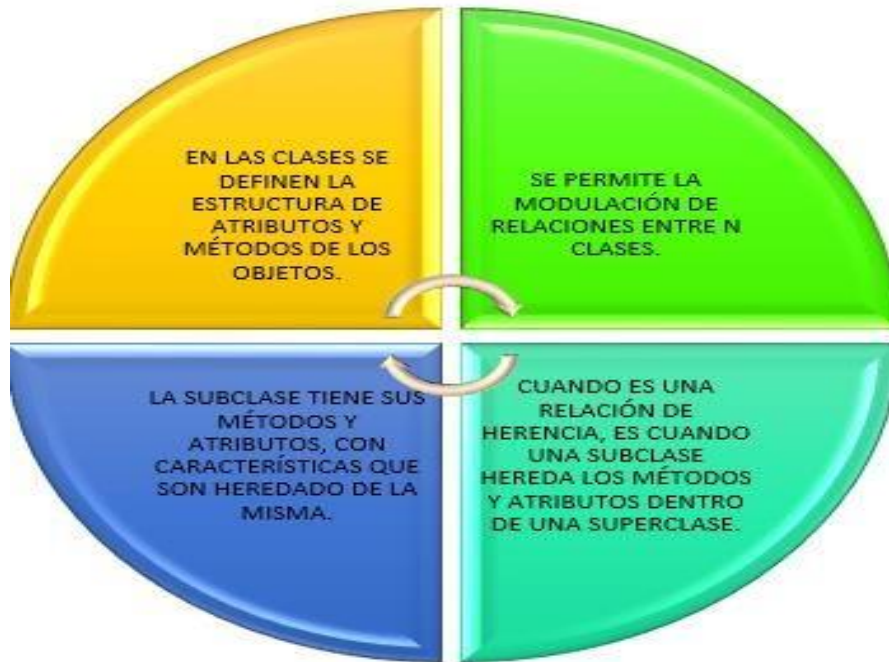 EN LAS CLASES SE
DEFINEN LA
ESTRUCTURA DE
ATRIBUTOS Y
MÉTODOS DE LOS
OBJETOS.
SE PERMITE LA
MODULACIÓN DE
RELACIONES ENTRE N
CLASES.
LA SUBCLASE TIENE SUS
MÉTODOS Y
ATRIBUTOS, CON
CARACTERÍSTICAS QUE
SON HEREDADO DE LA
MISMA.
CUANDO ES UNA
RELACIÓN DE
HERENCIA, ES CUANDO
UNA SUBCLASE
HEREDA LOS MÉTODOS
Y ATRIBUTOS DENTRO
DE UNA SUPERCLASE.